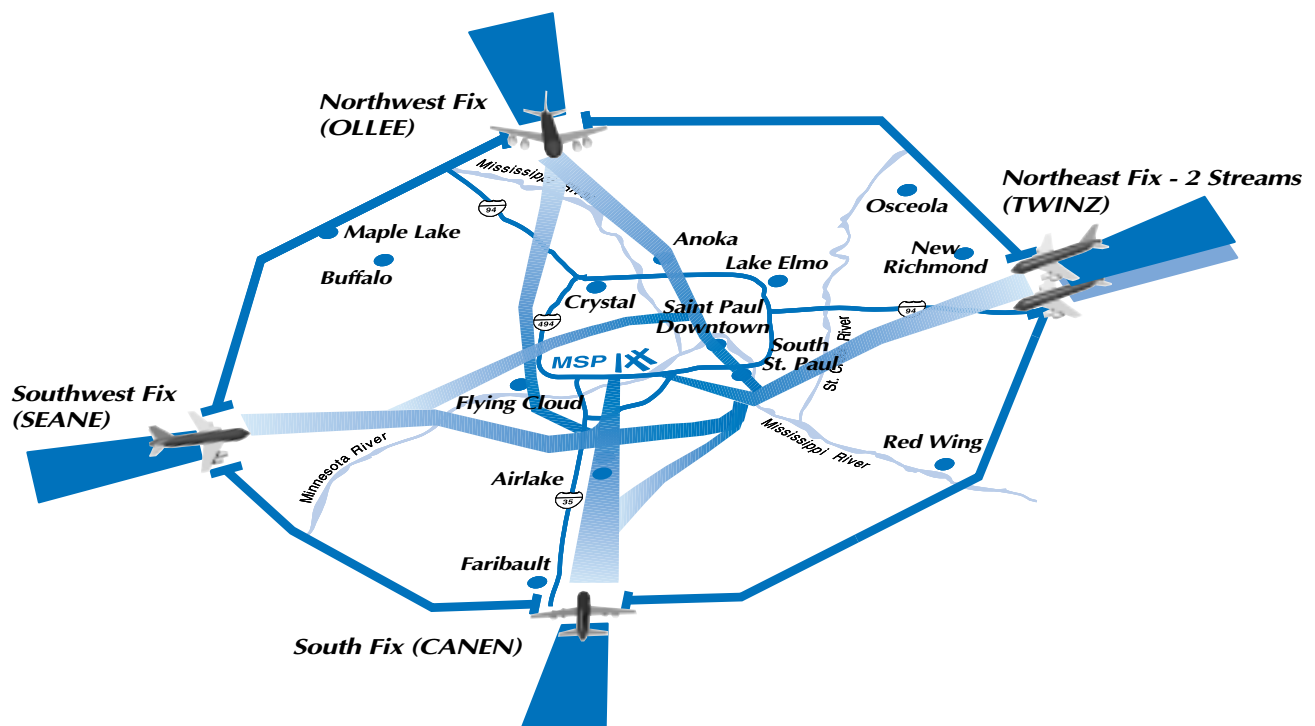 Northwest Fix
(OLLEE)
Mississippi River
94
Northeast Fix - 2 Streams
(TWINZ)
Osceola
Maple Lake
Buffalo
Anoka
New
Richmond
Lake Elmo
Crystal
Saint Paul
Downtown
494
94
MSP
South
St. Paul
St. Croix River
Southwest Fix
(SEANE)
Flying Cloud
Minnesota River
Mississippi River
Red Wing
Airlake
35
Faribault
South Fix (CANEN)